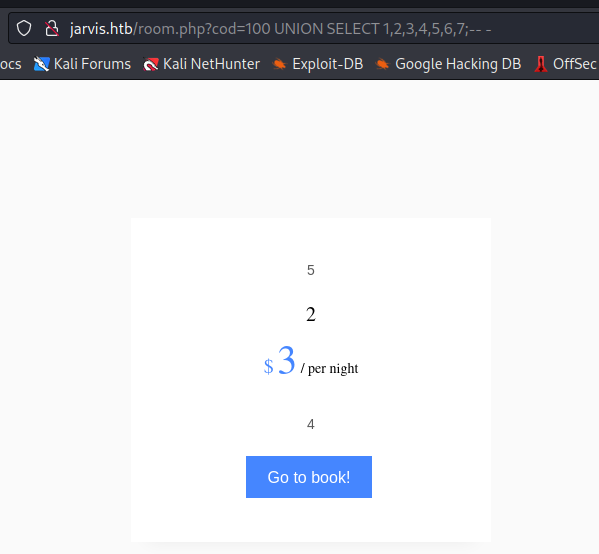 jarvis.htb/room.php?cod=100 UNION SELECT 1,2,3,4,5,6,7;-- -
ocs Kali Forums Kali NetHunter Exploit-DB Google Hacking DB OffSec
5
2
$ 3 / per night
4
Go to book!